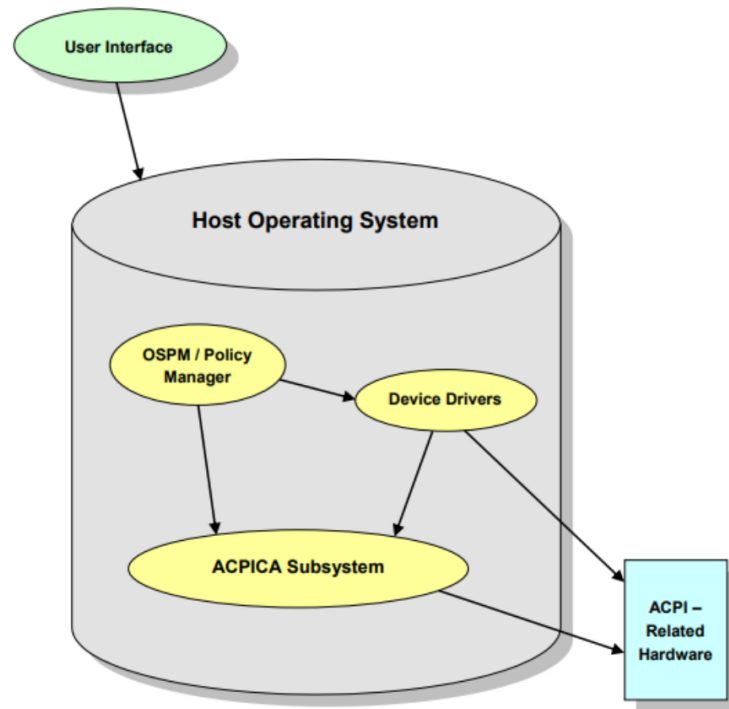 User Interface
Host Operating System
OSPM / Policy
Manager
Device Drivers
ACPICA Subsystem
ACPI –
Related
Hardware